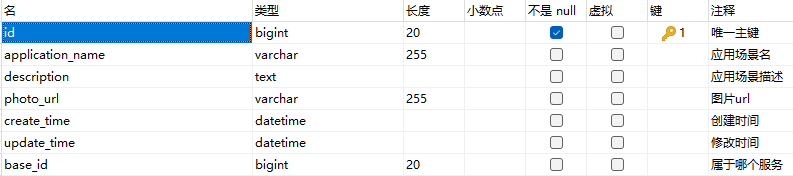 名 类型 长度 小数点 不是 null 虚拟 键 注释
id bigint 20 1 唯一主键
application_name varchar 255 应用场景名
description text 应用场景描述
photo_url varchar 255 图片url
create_time datetime 创建时间
update_time datetime 修改时间
base_id bigint 20 属于哪个服务